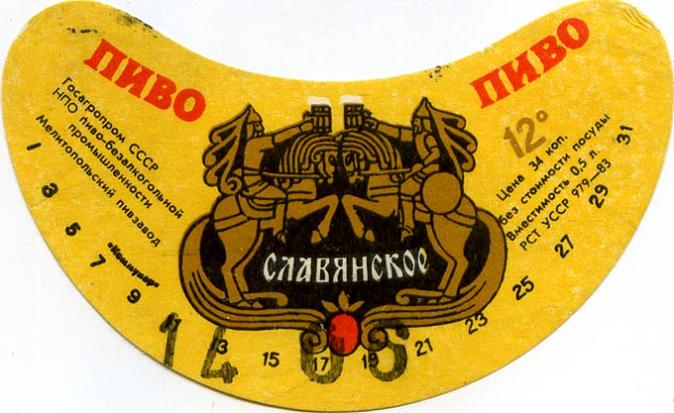 ПИВО
Госагропром СССР
НПО пиво-безалкогольной
промышленности
Мелитопольский пивзавод
ПИВО
12°
Цена 34 коп.
без стоимости посуды
Вместимость 0,5 л.
РСТ УССР 979—83
СЛАВЯНСКОЕ
1 3 5 7 9 11 13 15 17 19 21 23 25 27 29 31
14 06